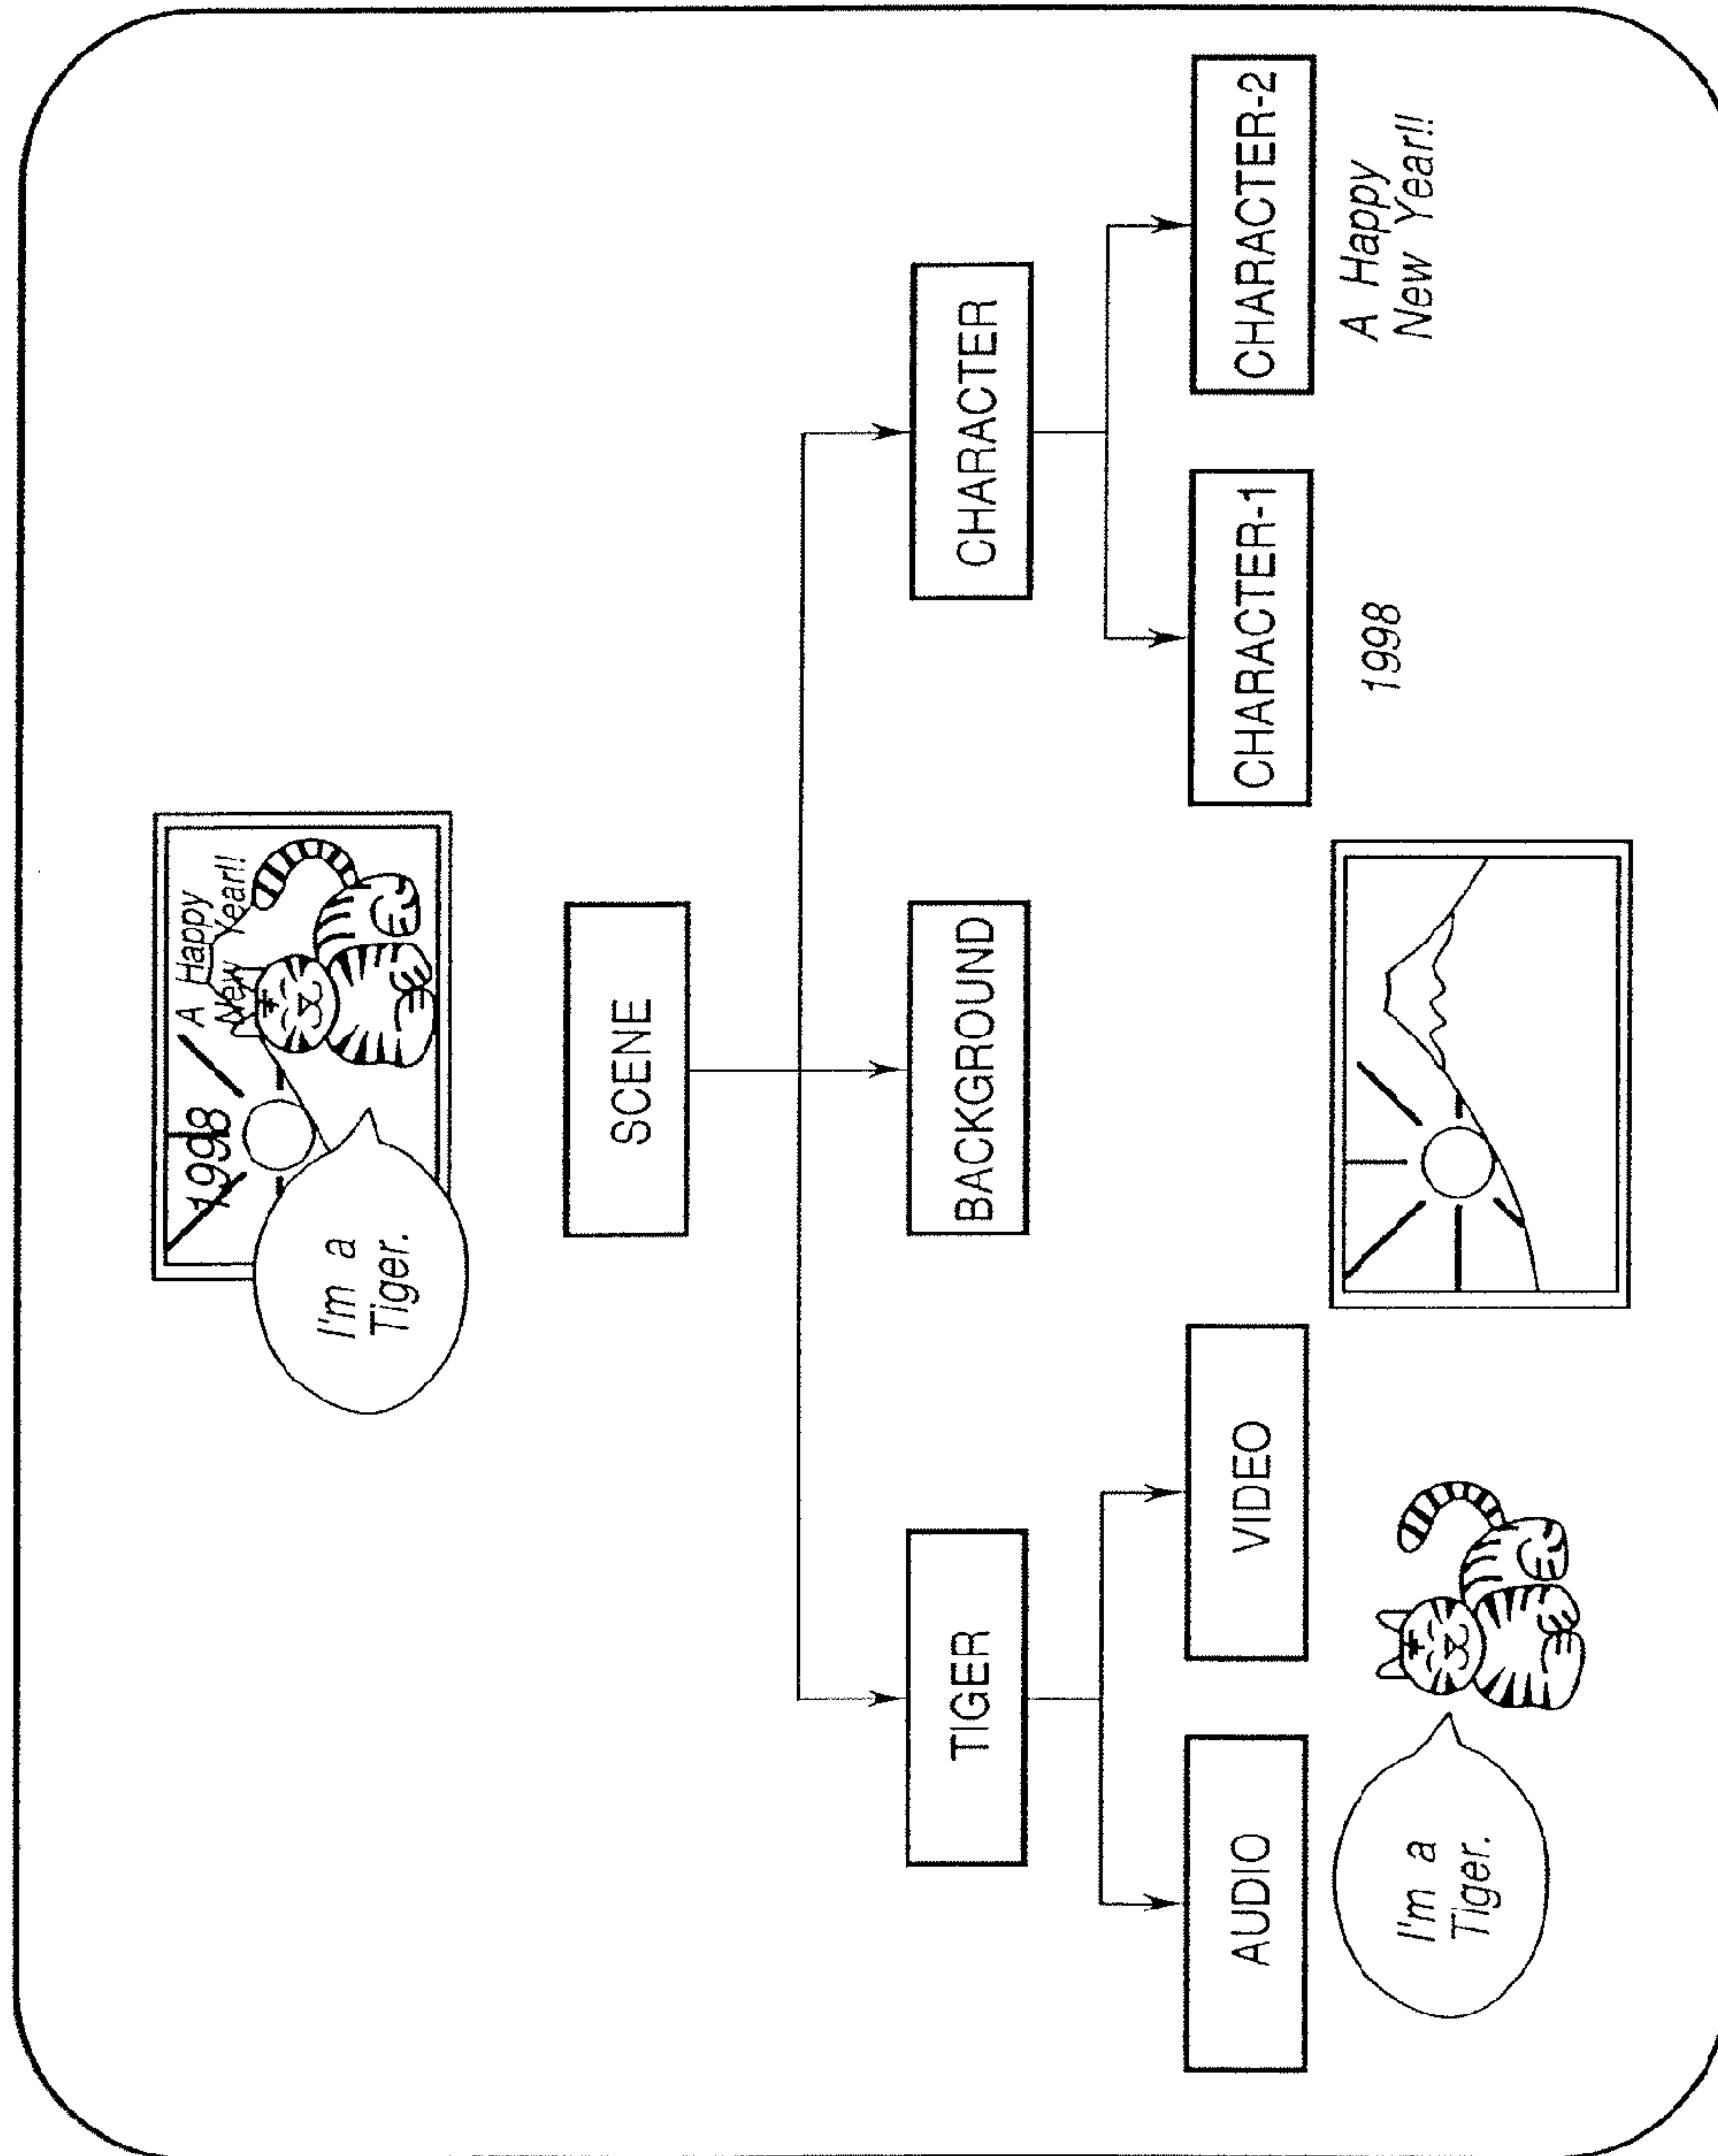 1998
A Happy
New Year!!
I'm a
Tiger.
SCENE
TIGER
BACKGROUND
CHARACTER
AUDIO
VIDEO
CHARACTER-1
CHARACTER-2
I'm a
Tiger.
1998
A Happy
New Year!!